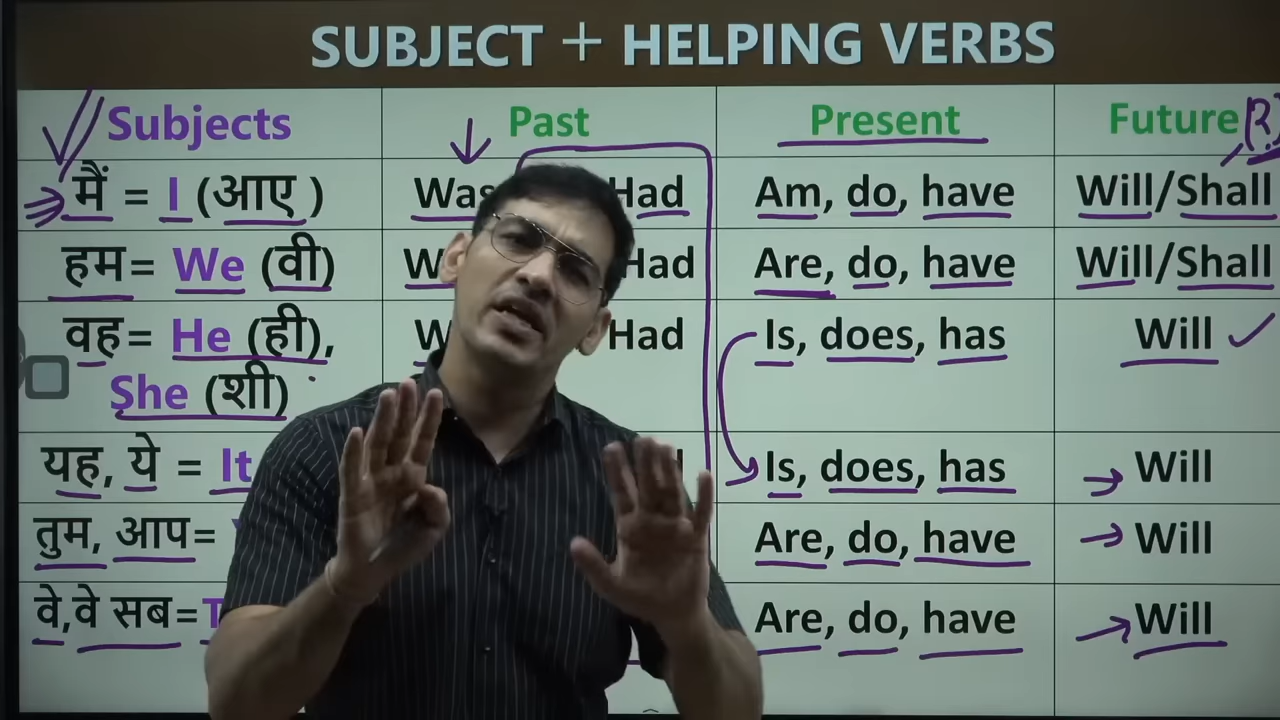 SUBJECT + HELPING VERBS
Subjects Past Present Future
मैं = I (आए ) Was Had Am, do, have Will/Shall
हम= We (वी) Had Are, do, have Will/Shall
वह= He (ही), Had Is, does, has Will
She (शी)
यह, ये = It Is, does, has Will
तुम, आप= Are, do, have Will
वे,वे सब= Are, do, have Will